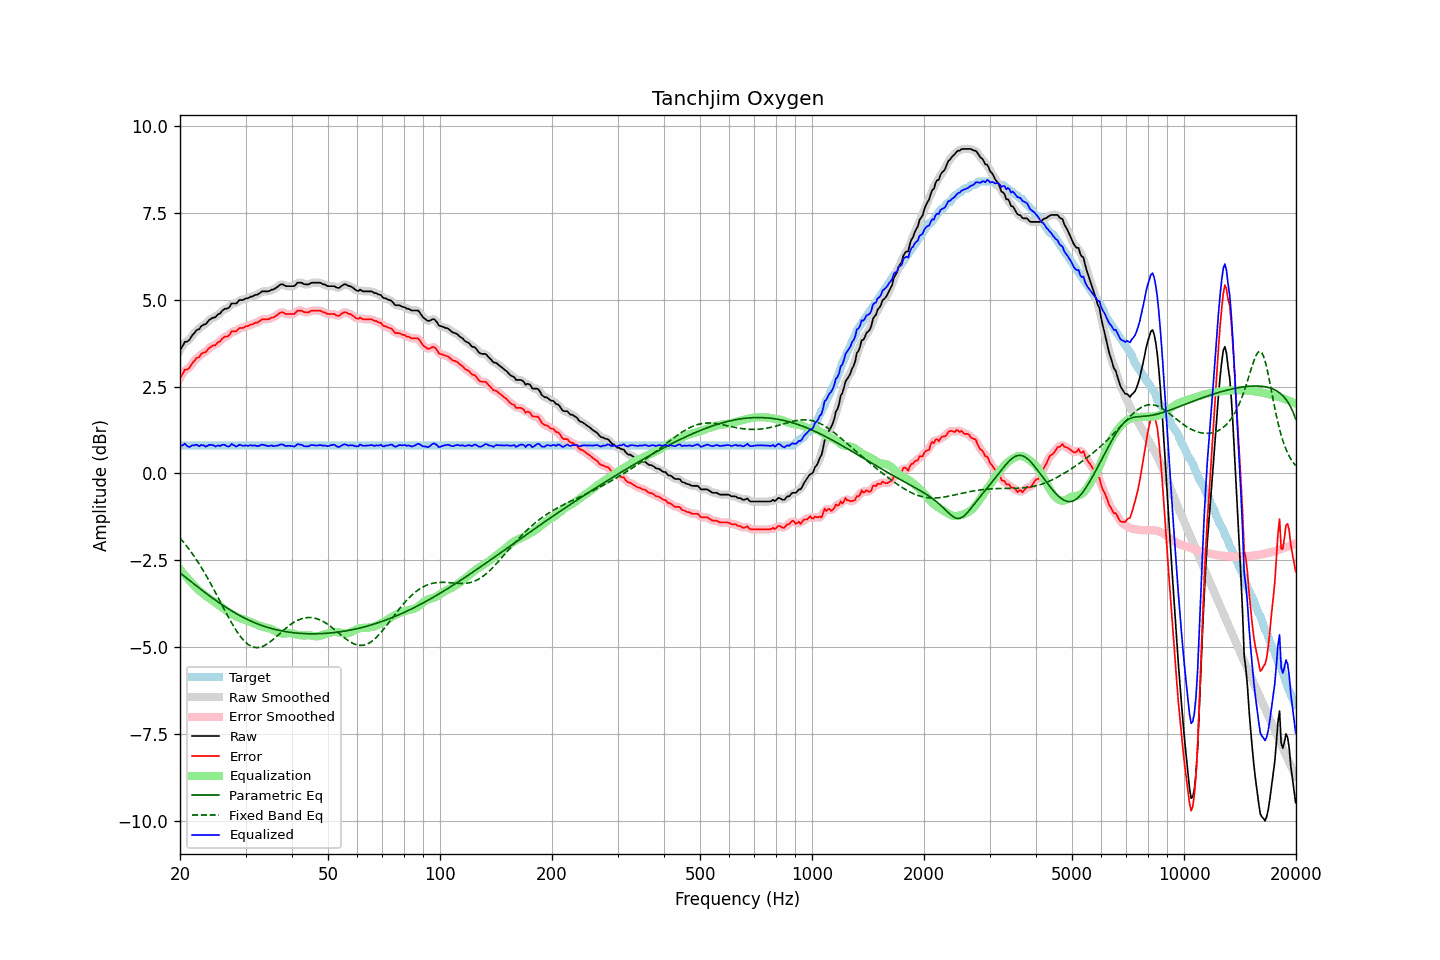 Tanchjim Oxygen
Amplitude (dBr)
10.0
7.5
5.0
2.5
0.0
−2.5
−5.0
−7.5
−10.0
Target
Raw Smoothed
Error Smoothed
Raw
Error
Equalization
Parametric Eq
Fixed Band Eq
Equalized
20 50 100 200 500 1000 2000 5000 10000 20000
Frequency (Hz)